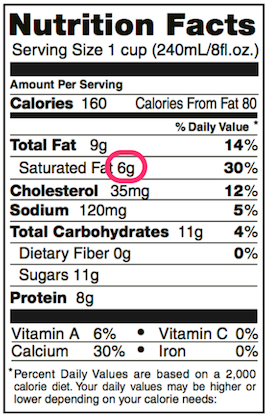 Nutrition Facts
Serving Size 1 cup (240mL/8fl.oz.)
Amount Per Serving
Calories 160 Calories From Fat 80
% Daily Value *
Total Fat 9g 14%
Saturated Fat 6g 30%
Cholesterol 35mg 12%
Sodium 120mg 5%
Total Carbohydrates 11g 4%
Dietary Fiber 0g 0%
Sugars 11g
Protein 8g
Vitamin A 6% • Vitamin C 0%
Calcium 30% • Iron 0%
*Percent Daily Values are based on a 2,000
calorie diet. Your daily values may be higher or
lower depending on your calorie needs: